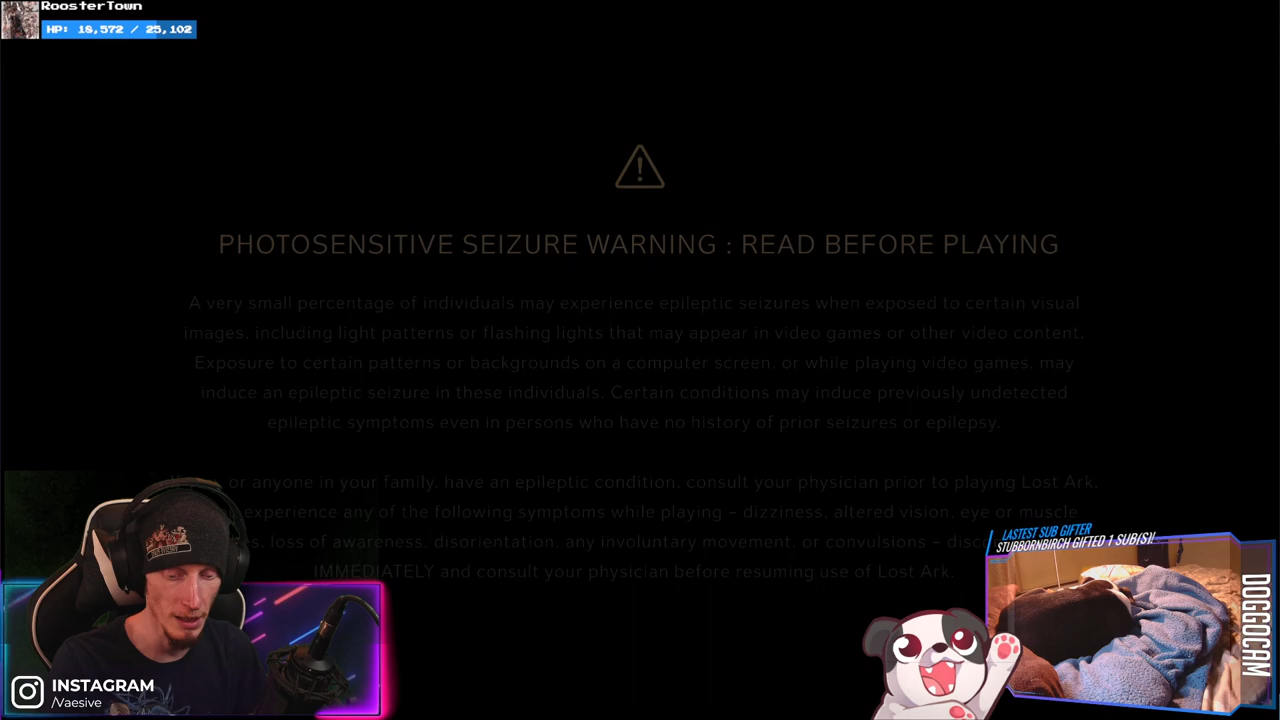 RoosterTown
HP: 18,572 / 25,102
PHOTOSENSITIVE SEIZURE WARNING : READ BEFORE PLAYING
A very small percentage of individuals may experience epileptic seizures when exposed to certain visual
images, including light patterns or flashing lights that may appear in video games or other video content.
Exposure to certain patterns or backgrounds on a computer screen, or while playing video games, may
induce an epileptic seizure in these individuals. Certain conditions may induce previously undetected
epileptic symptoms even in persons who have no history of prior seizures or epilepsy.
or anyone in your family, have an epileptic condition, consult your physician prior to playing Lost Ark.
experience any of the following symptoms while playing – dizziness, altered vision, eye or muscle
loss of awareness, disorientation, any involuntary movement, or convulsions –
IMMEDIATELY and consult your physician before resuming use of Lost Ark.
LASTEST SUB GIFTER
STUBBORNBIRCH GIFTED 1 SUB(S)!
DOGGOCAM
INSTAGRAM
/Vaesive